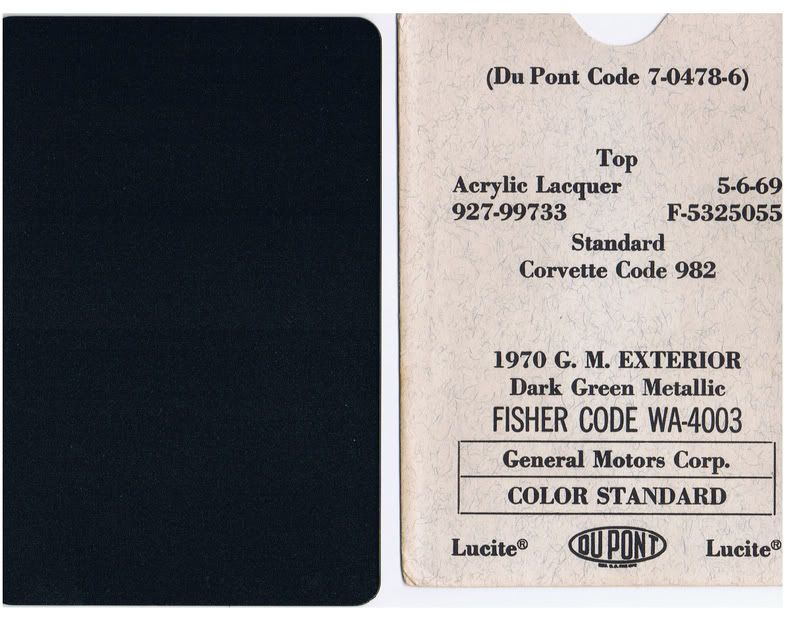 (Du Pont Code 7-0478-6)
Top
Acrylic Lacquer 5-6-69
927-99733 F-5325055
Standard
Corvette Code 982
1970 G. M. EXTERIOR
Dark Green Metallic
FISHER CODE WA-4003
General Motors Corp.
COLOR STANDARD
Lucite® DU PONT Lucite®